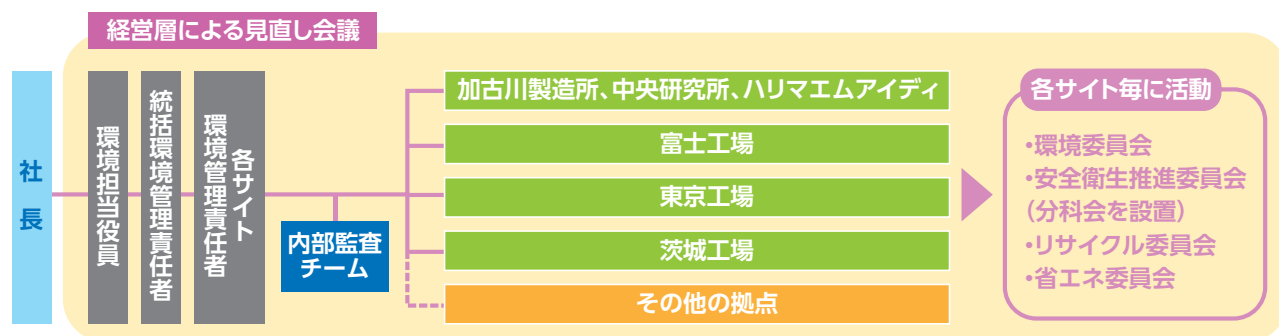 経営層による見直し会議
社長
環境担当役員
統括環境管理責任者
各サイト
環境管理責任者
内部監査
チーム
加古川製造所、中央研究所、ハリマエムアイディ
富士工場
東京工場
茨城工場
その他の拠点
各サイト毎に活動
・環境委員会
・安全衛生推進委員会
（分科会を設置）
・リサイクル委員会
・省エネ委員会